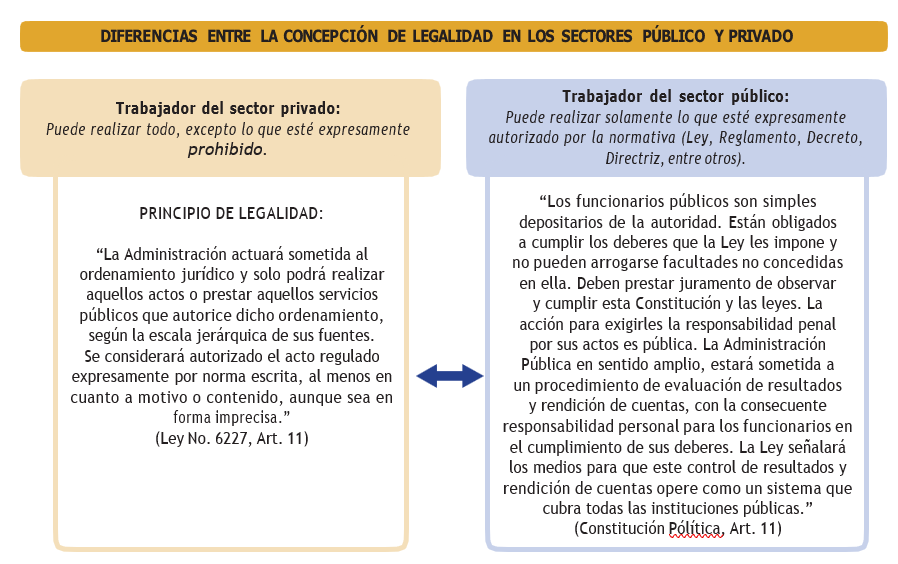 DIFERENCIAS ENTRE LA CONCEPCIÓN DE LEGALIDAD EN LOS SECTORES PÚBLICO Y PRIVADO
Trabajador del sector privado:
Puede realizar todo, excepto lo que esté expresamente
prohibido.
PRINCIPIO DE LEGALIDAD:
“La Administración actuará sometida al
ordenamiento jurídico y solo podrá realizar
aquellos actos o prestar aquellos servicios
públicos que autorice dicho ordenamiento,
según la escala jerárquica de sus fuentes.
Se considerará autorizado el acto regulado
expresamente por norma escrita, al menos en
cuanto a motivo o contenido, aunque sea en
forma imprecisa.”
(Ley No. 6227, Art. 11)
Trabajador del sector público:
Puede realizar solamente lo que esté expresamente
autorizado por la normativa (Ley, Reglamento, Decreto,
Directriz, entre otros).
“Los funcionarios públicos son simples
depositarios de la autoridad. Están obligados
a cumplir los deberes que la Ley les impone y
no pueden arrogarse facultades no concedidas
en ella. Deben prestar juramento de observar
y cumplir esta Constitución y las leyes. La
acción para exigirles la responsabilidad penal
por sus actos es pública. La Administración
Pública en sentido amplio, estará sometida a
un procedimiento de evaluación de resultados
y rendición de cuentas, con la consecuente
responsabilidad personal para los funcionarios en
el cumplimiento de sus deberes. La Ley señalará
los medios para que este control de resultados y
rendición de cuentas opere como un sistema que
cubra todas las instituciones públicas.”
(Constitución Pólítica, Art. 11)